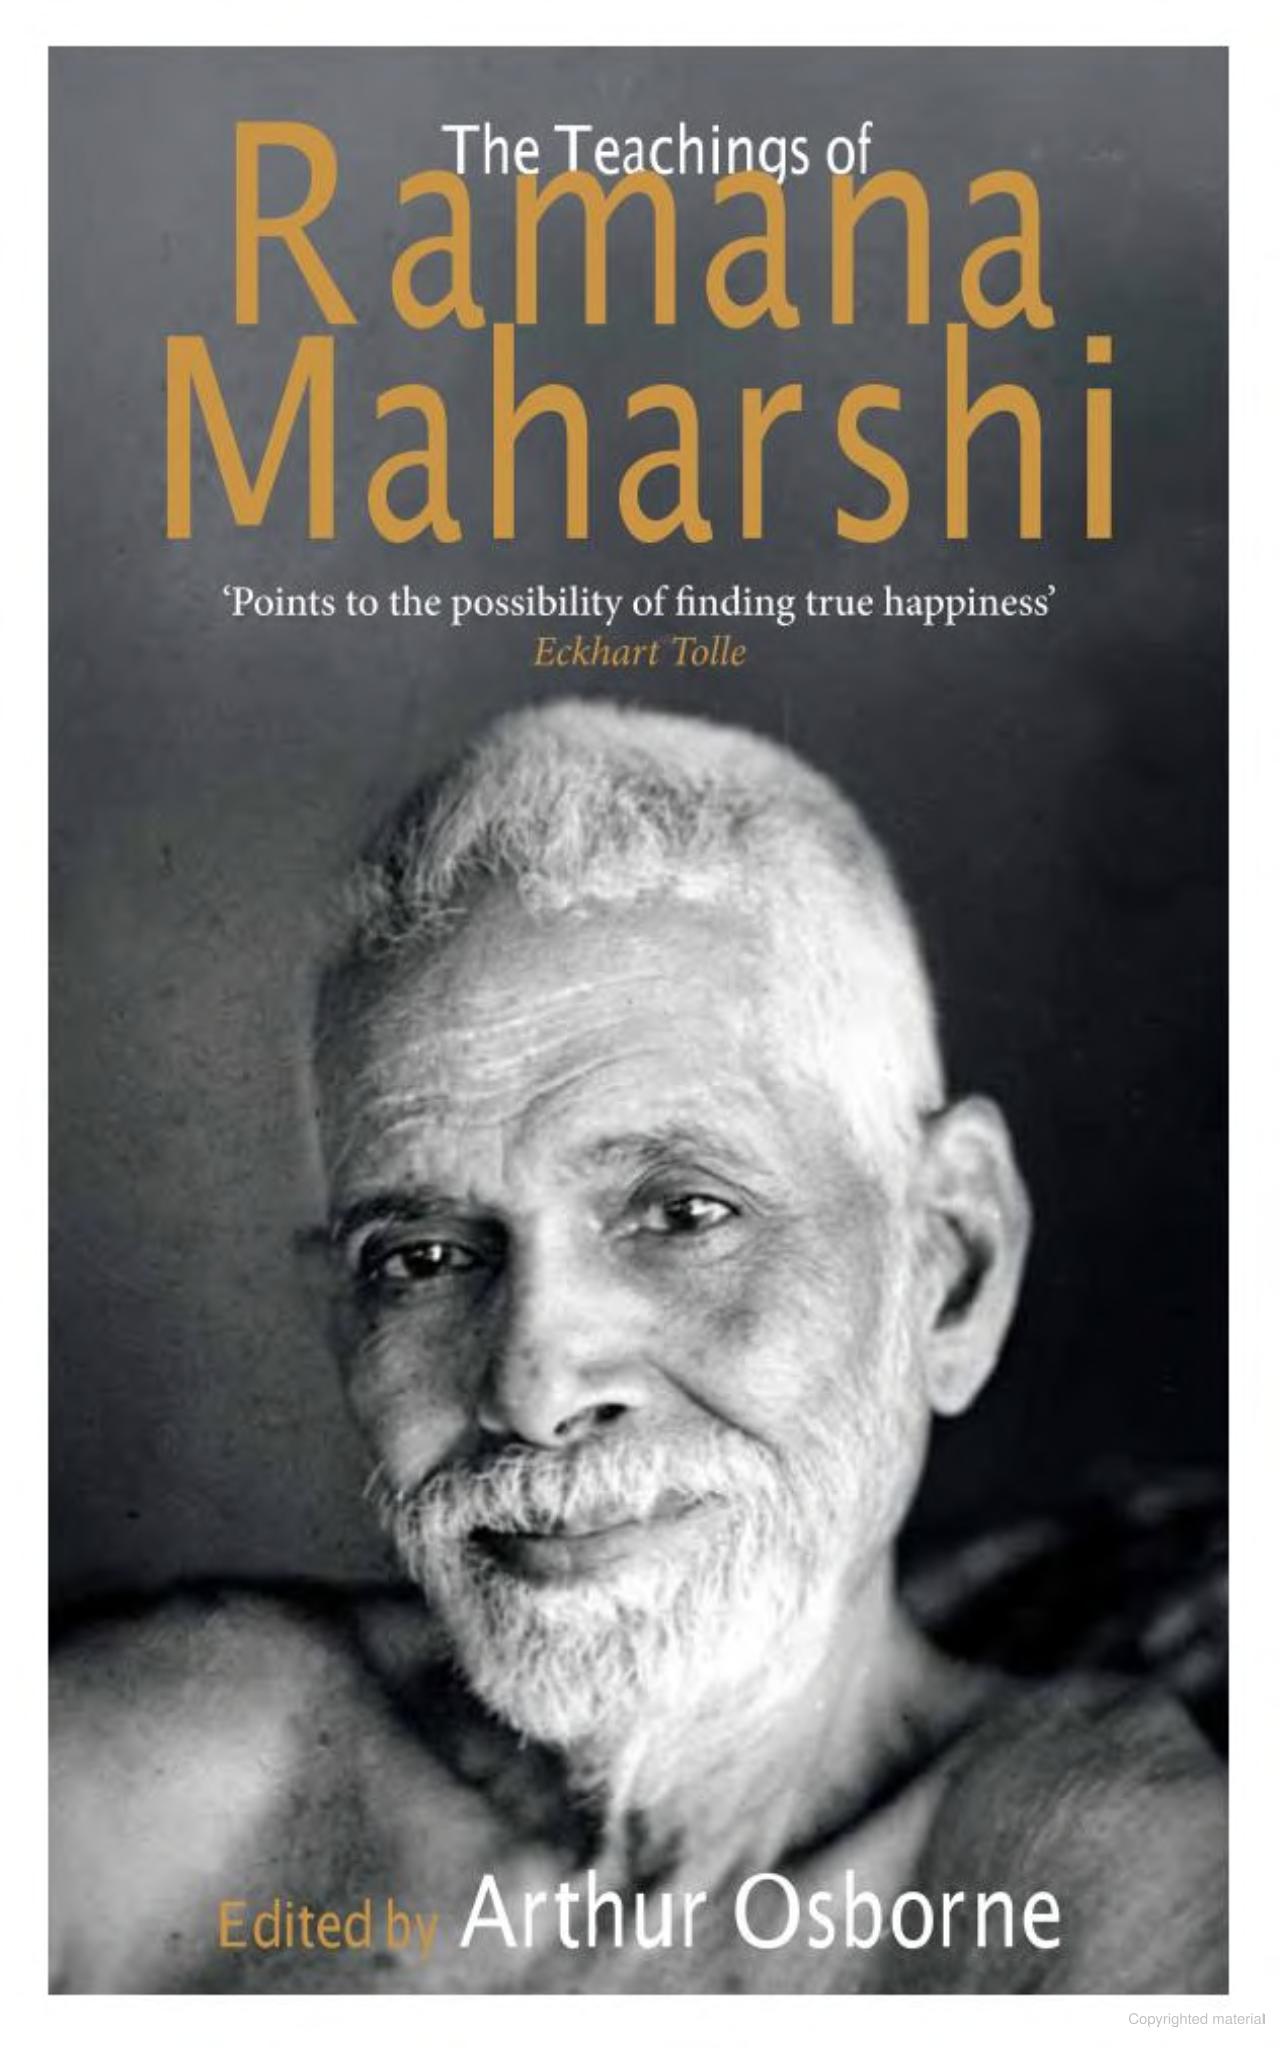 The Teachings of
Ramana
Maharshi
‘Points to the possibility of finding true happiness’
Eckhart Tolle
Edited by Arthur Osborne
Copyrighted material